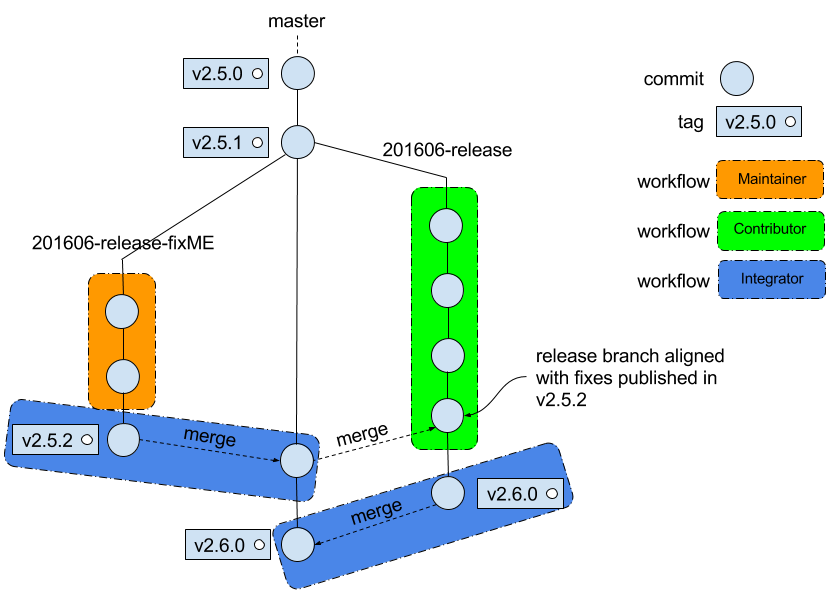 master
v2.5.0
commit
v2.5.1
tag
v2.5.0
201606-release
workflow
Maintainer
workflow
Contributor
201606-release-fixME
workflow
Integrator
release branch aligned
with fixes published in
v2.5.2
v2.5.2
merge
merge
v2.6.0
merge
v2.6.0